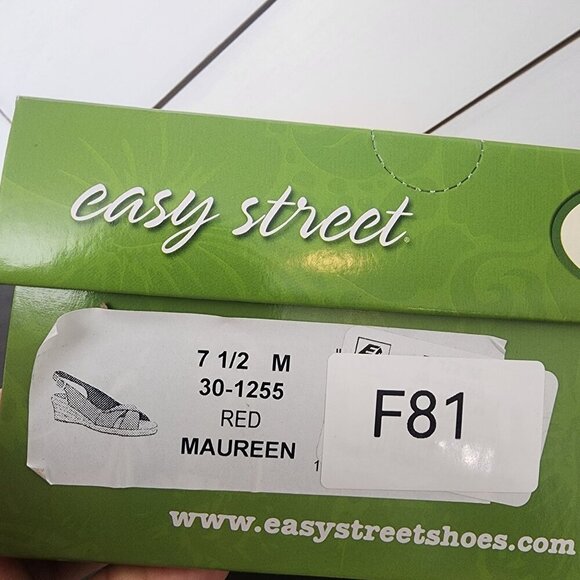 easy street®
7 1/2 M
30-1255
RED
MAUREEN
F81
www.easystreetshoes.com